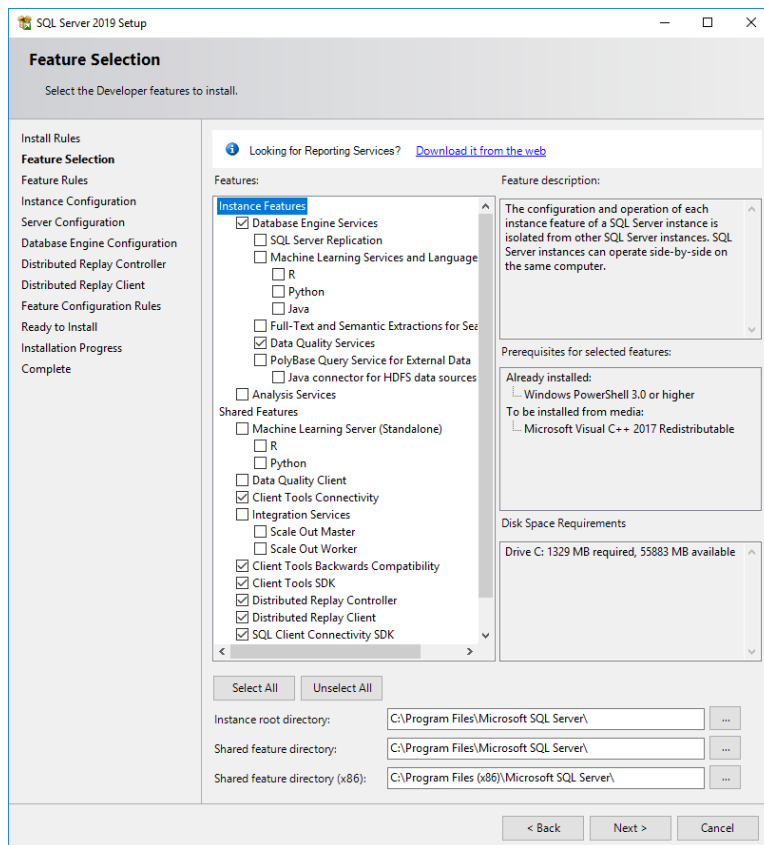 SQL Server 2019 Setup
Feature Selection
Select the Developer features to install.
Install Rules
Feature Selection
Feature Rules
Instance Configuration
Server Configuration
Database Engine Configuration
Distributed Replay Controller
Distributed Replay Client
Feature Configuration Rules
Ready to Install
Installation Progress
Complete
Looking for Reporting Services? Download it from the web
Features:
Instance Features
Database Engine Services
SQL Server Replication
Machine Learning Services and Language
R
Python
Java
Full-Text and Semantic Extractions for Sea
Data Quality Services
PolyBase Query Service for External Data
Java connector for HDFS data sources
Analysis Services
Shared Features
Machine Learning Server (Standalone)
R
Python
Data Quality Client
Client Tools Connectivity
Integration Services
Scale Out Master
Scale Out Worker
Client Tools Backwards Compatibility
Client Tools SDK
Distributed Replay Controller
Distributed Replay Client
SQL Client Connectivity SDK
Feature description:
The configuration and operation of each
instance feature of a SQL Server instance is
isolated from other SQL Server instances. SQL
Server instances can operate side-by-side on
the same computer.
Prerequisites for selected features:
Already installed:
Windows PowerShell 3.0 or higher
To be installed from media:
Microsoft Visual C++ 2017 Redistributable
Disk Space Requirements
Drive C: 1329 MB required, 55883 MB available
Select All
Unselect All
Instance root directory:
C:\Program Files\Microsoft SQL Server\
...
Shared feature directory:
C:\Program Files\Microsoft SQL Server\
...
Shared feature directory (x86):
C:\Program Files (x86)\Microsoft SQL Server\
...
< Back
Next >
Cancel